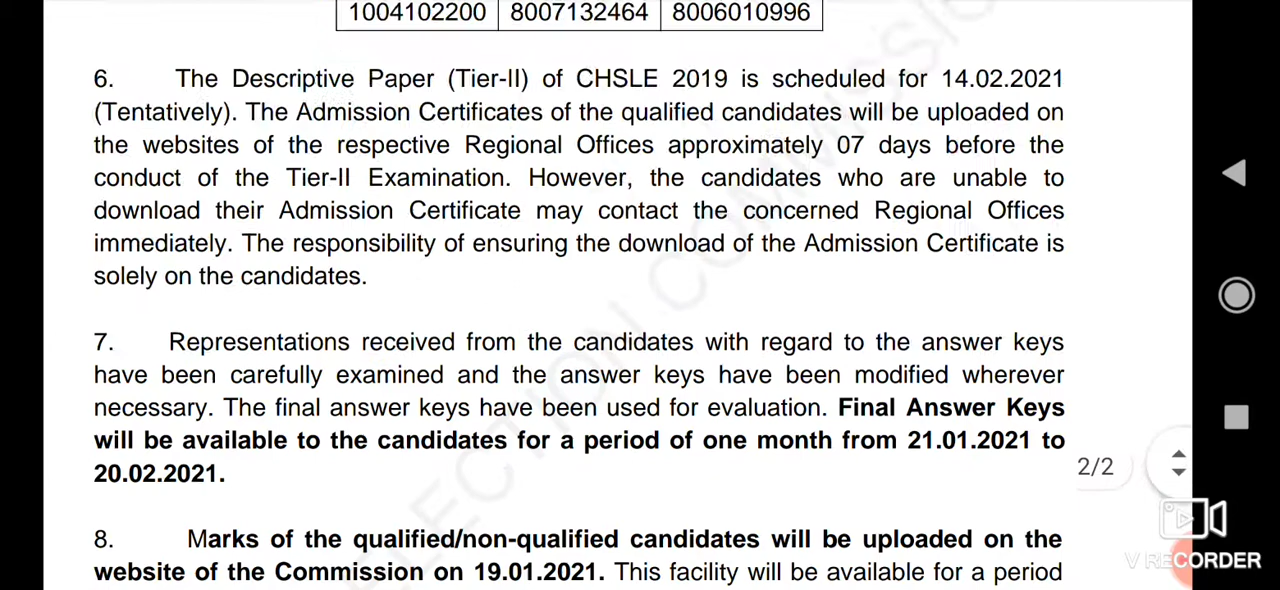 1004102200 8007132464 8006010996
6. The Descriptive Paper (Tier-II) of CHSLE 2019 is scheduled for 14.02.2021
(Tentatively). The Admission Certificates of the qualified candidates will be uploaded on
the websites of the respective Regional Offices approximately 07 days before the
conduct of the Tier-II Examination. However, the candidates who are unable to
download their Admission Certificate may contact the concerned Regional Offices
immediately. The responsibility of ensuring the download of the Admission Certificate is
solely on the candidates.
7. Representations received from the candidates with regard to the answer keys
have been carefully examined and the answer keys have been modified wherever
necessary. The final answer keys have been used for evaluation. Final Answer Keys
will be available to the candidates for a period of one month from 21.01.2021 to
20.02.2021.
2/2
8. Marks of the qualified/non-qualified candidates will be uploaded on the
website of the Commission on 19.01.2021. This facility will be available for a period
SELECTION COMMISSION
V RECORDER